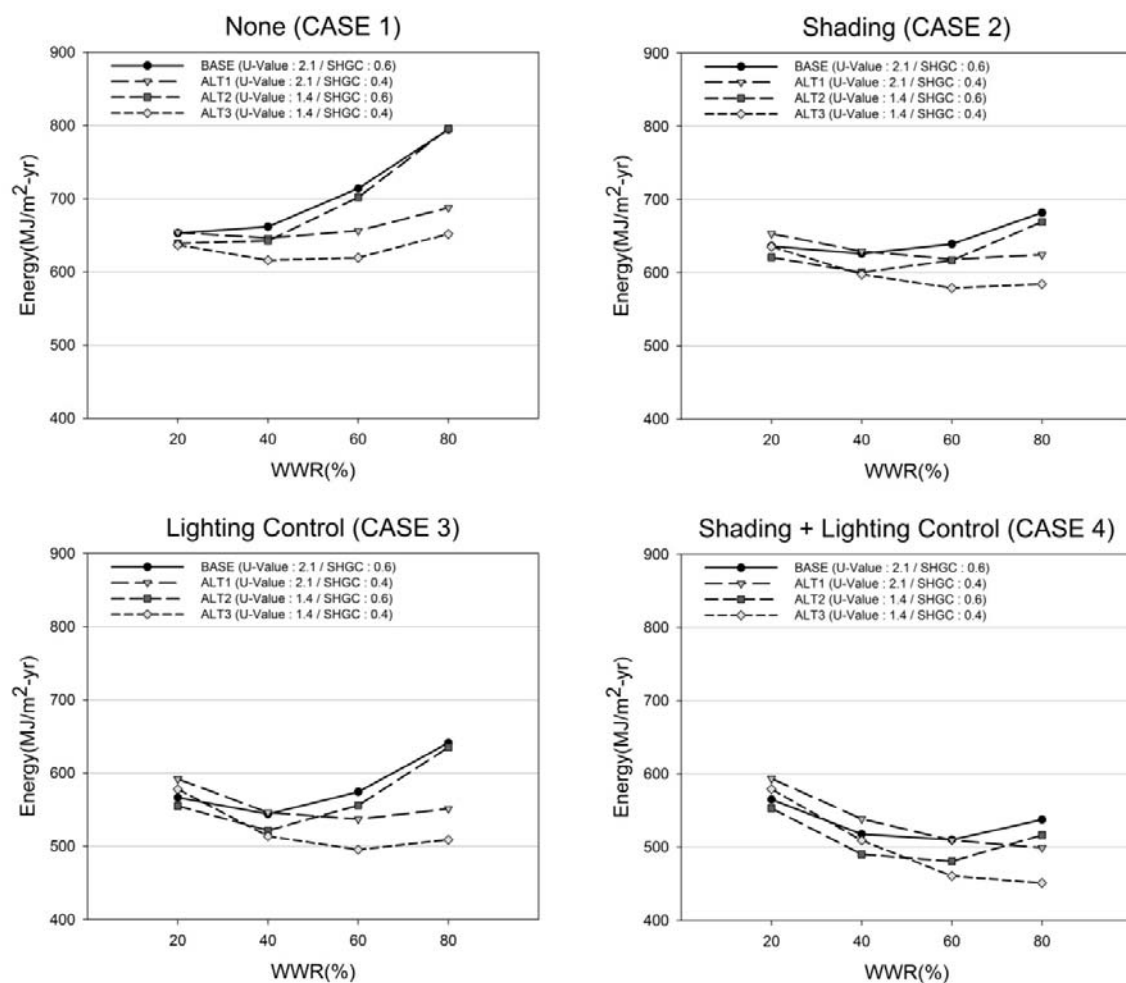 None (CASE 1)
900
800
700
600
500
400
Energy(MJ/m²-yr)
BASE (U-Value : 2.1 / SHGC : 0.6)
ALT1 (U-Value : 2.1 / SHGC : 0.4)
ALT2 (U-Value : 1.4 / SHGC : 0.6)
ALT3 (U-Value : 1.4 / SHGC : 0.4)
20 40 60 80
WWR(%)
Shading (CASE 2)
900
800
700
600
500
400
Energy(MJ/m²-yr)
BASE (U-Value : 2.1 / SHGC : 0.6)
ALT1 (U-Value : 2.1 / SHGC : 0.4)
ALT2 (U-Value : 1.4 / SHGC : 0.6)
ALT3 (U-Value : 1.4 / SHGC : 0.4)
20 40 60 80
WWR(%)
Lighting Control (CASE 3)
900
800
700
600
500
400
Energy(MJ/m²-yr)
BASE (U-Value : 2.1 / SHGC : 0.6)
ALT1 (U-Value : 2.1 / SHGC : 0.4)
ALT2 (U-Value : 1.4 / SHGC : 0.6)
ALT3 (U-Value : 1.4 / SHGC : 0.4)
20 40 60 80
WWR(%)
Shading + Lighting Control (CASE 4)
900
800
700
600
500
400
Energy(MJ/m²-yr)
BASE (U-Value : 2.1 / SHGC : 0.6)
ALT1 (U-Value : 2.1 / SHGC : 0.4)
ALT2 (U-Value : 1.4 / SHGC : 0.6)
ALT3 (U-Value : 1.4 / SHGC : 0.4)
20 40 60 80
WWR(%)